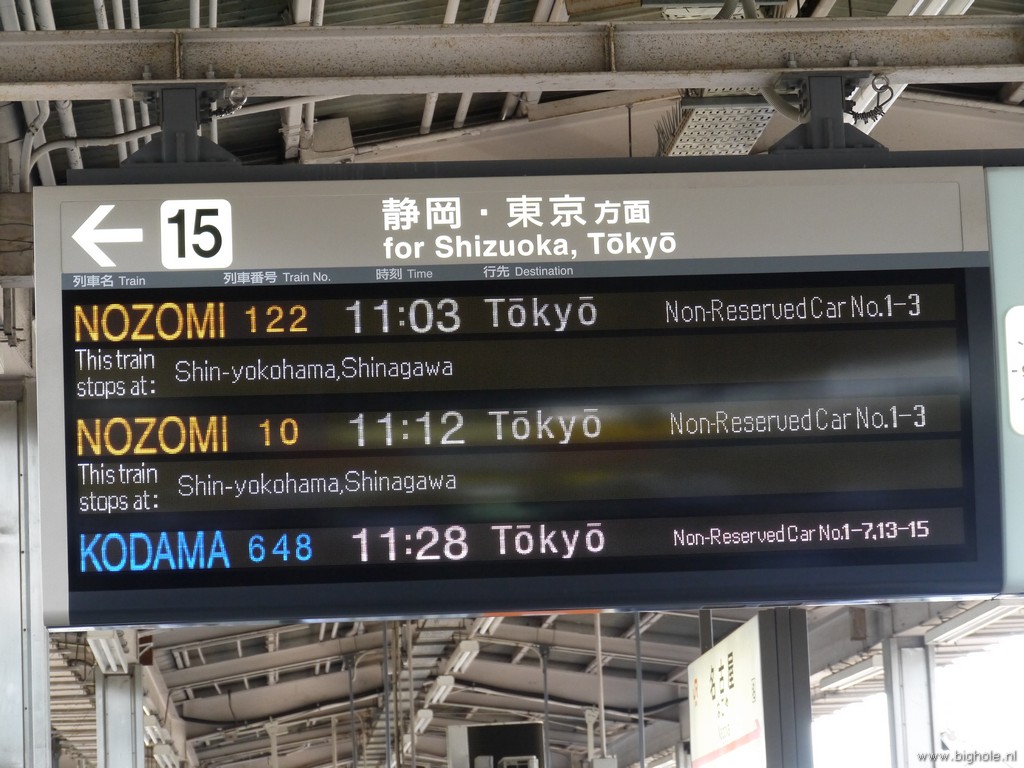 15
静岡・東京方面
for Shizuoka, Tōkyō
列車名 Train 列車番号 Train No. 時刻 Time 行先 Destination
NOZOMI 122 11:03 Tōkyō Non-Reserved Car No.1-3
This train stops at: Shin-yokohama,Shinagawa
NOZOMI 10 11:12 Tōkyō Non-Reserved Car No.1-3
This train stops at: Shin-yokohama,Shinagawa
KODAMA 648 11:28 Tōkyō Non-Reserved Car No.1-7,13-15
www.bighole.nl